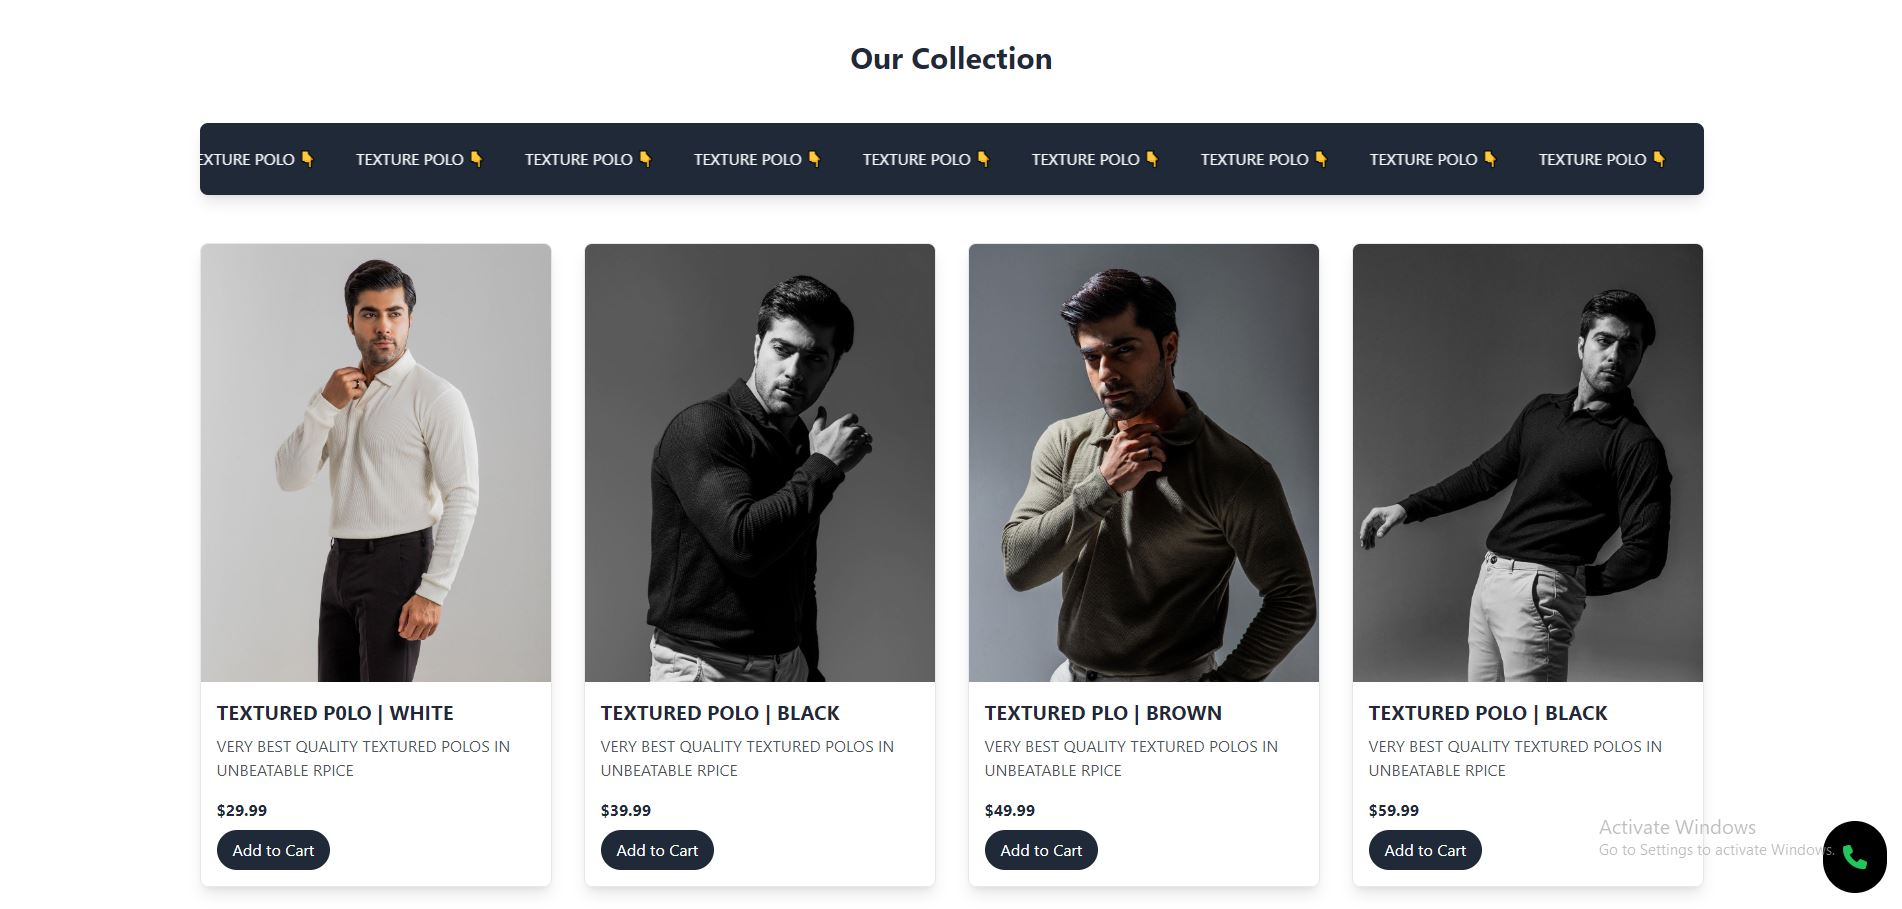 Our Collection
EXTURE POLO 👇 TEXTURE POLO 👇 TEXTURE POLO 👇 TEXTURE POLO 👇 TEXTURE POLO 👇 TEXTURE POLO 👇 TEXTURE POLO 👇 TEXTURE POLO 👇 TEXTURE POLO 👇
TEXTURED P0LO | WHITE
VERY BEST QUALITY TEXTURED POLOS IN
UNBEATABLE RPICE
$29.99
Add to Cart
TEXTURED POLO | BLACK
VERY BEST QUALITY TEXTURED POLOS IN
UNBEATABLE RPICE
$39.99
Add to Cart
TEXTURED PLO | BROWN
VERY BEST QUALITY TEXTURED POLOS IN
UNBEATABLE RPICE
$49.99
Add to Cart
TEXTURED POLO | BLACK
VERY BEST QUALITY TEXTURED POLOS IN
UNBEATABLE RPICE
$59.99
Add to Cart
Activate Windows
Go to Settings to activate Windows.